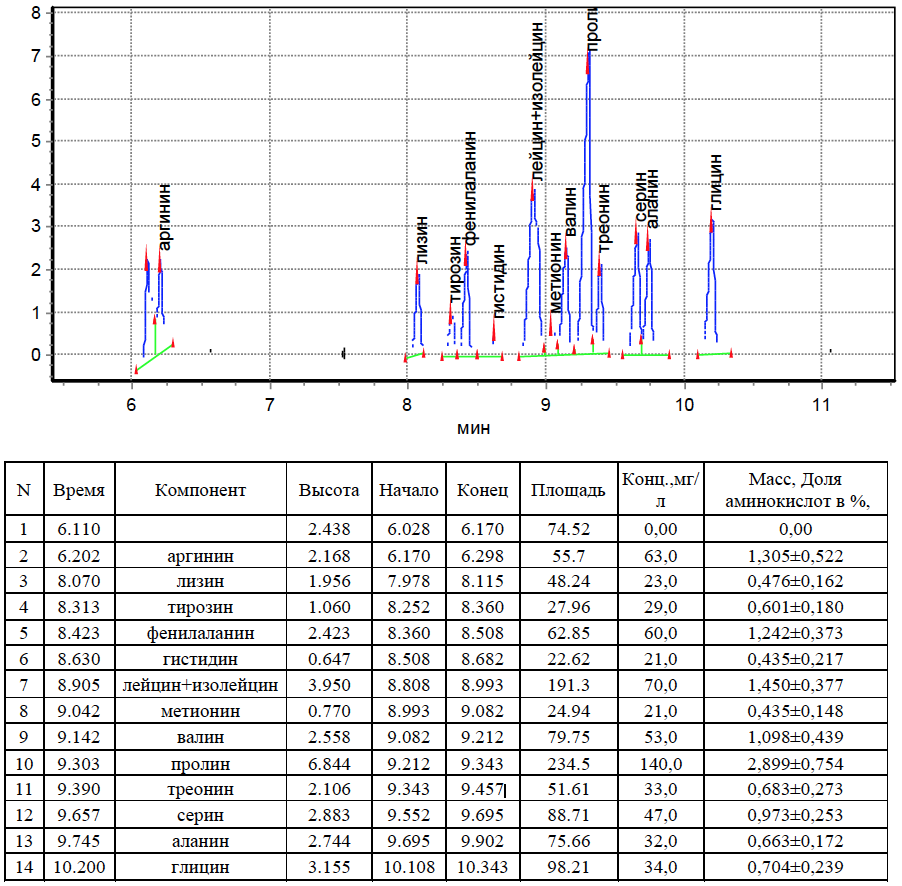 8
7
6
5
4
3
2
1
0
аргинин
лизин
тирозин
фенилаланин
гистидин
лейцин+изолейцин
метионин
валин
проли
треонин
серин
аланин
глицин
6 7 8 9 10 11
мин
N Время Компонент Высота Начало Конец Площадь Конц.,мг/л Масс, Доля аминокислот в %,
1 6.110 2.438 6.028 6.170 74.52 0,00 0,00
2 6.202 аргинин 2.168 6.170 6.298 55.7 63,0 1,305±0,522
3 8.070 лизин 1.956 7.978 8.115 48.24 23,0 0,476±0,162
4 8.313 тирозин 1.060 8.252 8.360 27.96 29,0 0,601±0,180
5 8.423 фенилаланин 2.423 8.360 8.508 62.85 60,0 1,242±0,373
6 8.630 гистидин 0.647 8.508 8.682 22.62 21,0 0,435±0,217
7 8.905 лейцин+изолейцин 3.950 8.808 8.993 191.3 70,0 1,450±0,377
8 9.042 метионин 0.770 8.993 9.082 24.94 21,0 0,435±0,148
9 9.142 валин 2.558 9.082 9.212 79.75 53,0 1,098±0,439
10 9.303 пролин 6.844 9.212 9.343 234.5 140,0 2,899±0,754
11 9.390 треонин 2.106 9.343 9.457 51.61 33,0 0,683±0,273
12 9.657 серин 2.883 9.552 9.695 88.71 47,0 0,973±0,253
13 9.745 аланин 2.744 9.695 9.902 75.66 32,0 0,663±0,172
14 10.200 глицин 3.155 10.108 10.343 98.21 34,0 0,704±0,239